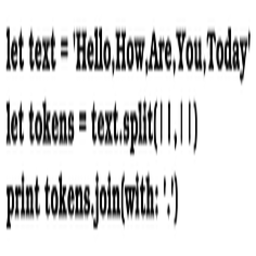 let text = 'Hello,How,Are,You,Today'
let tokens = text.split(||,||)
print tokens.join(with: '.')